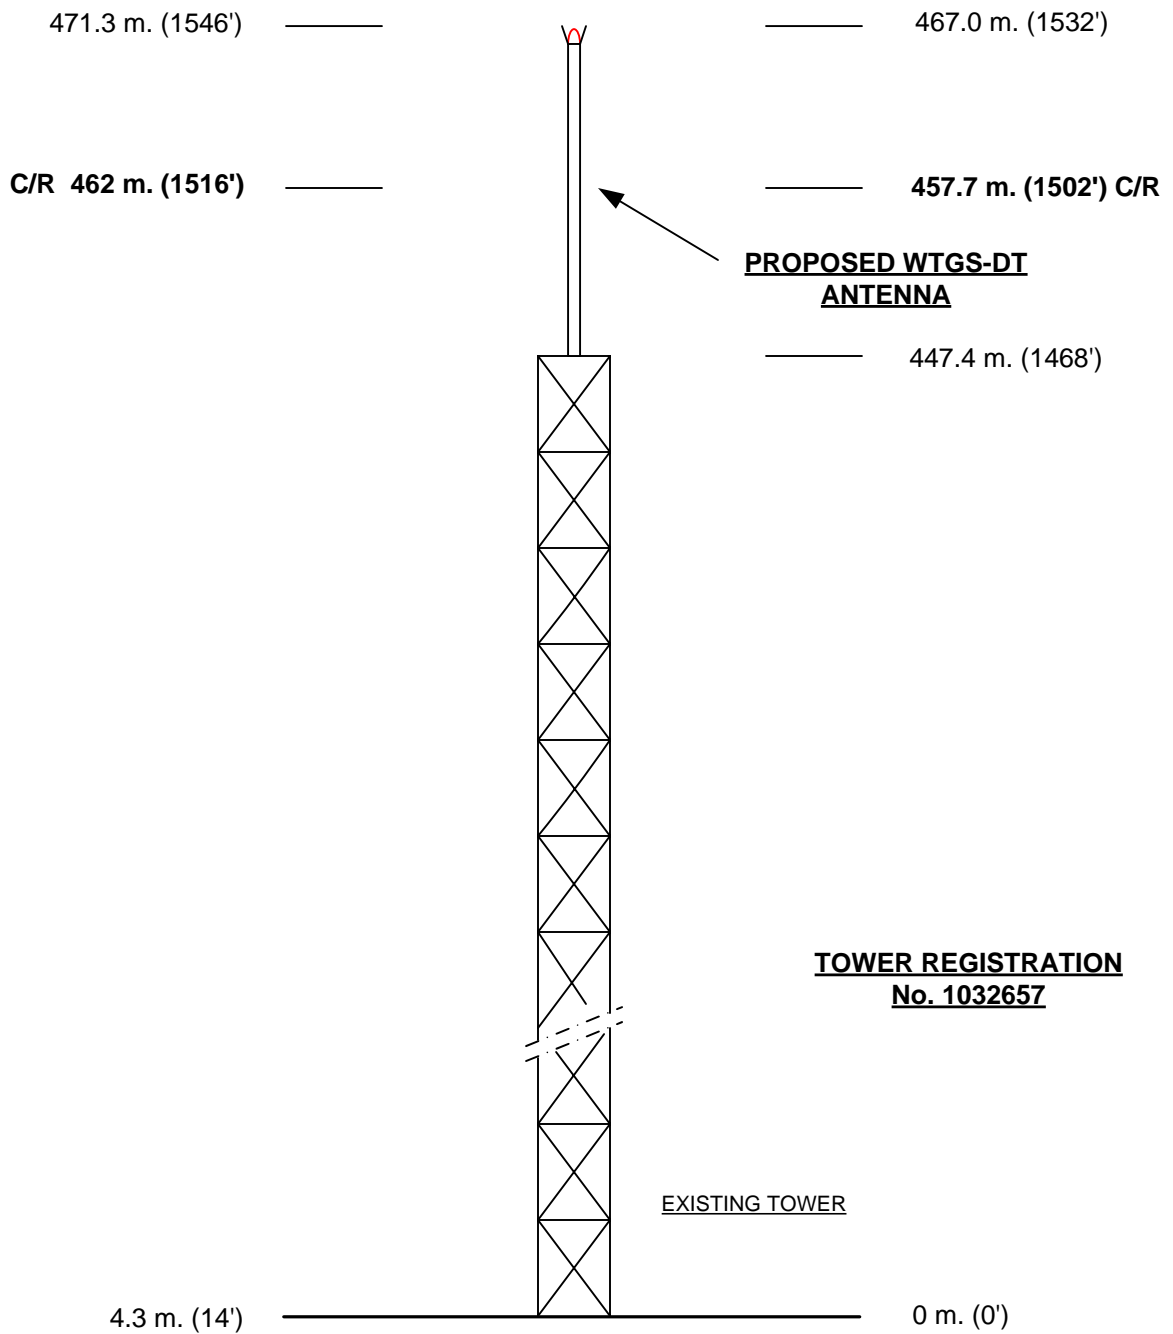 471.3 m. (1546')
467.0 m. (1532')
C/R 462 m. (1516')
457.7 m. (1502') C/R
PROPOSED WTGS-DT
ANTENNA
447.4 m. (1468')
TOWER REGISTRATION
No. 1032657
EXISTING TOWER
4.3 m. (14')
0 m. (0')